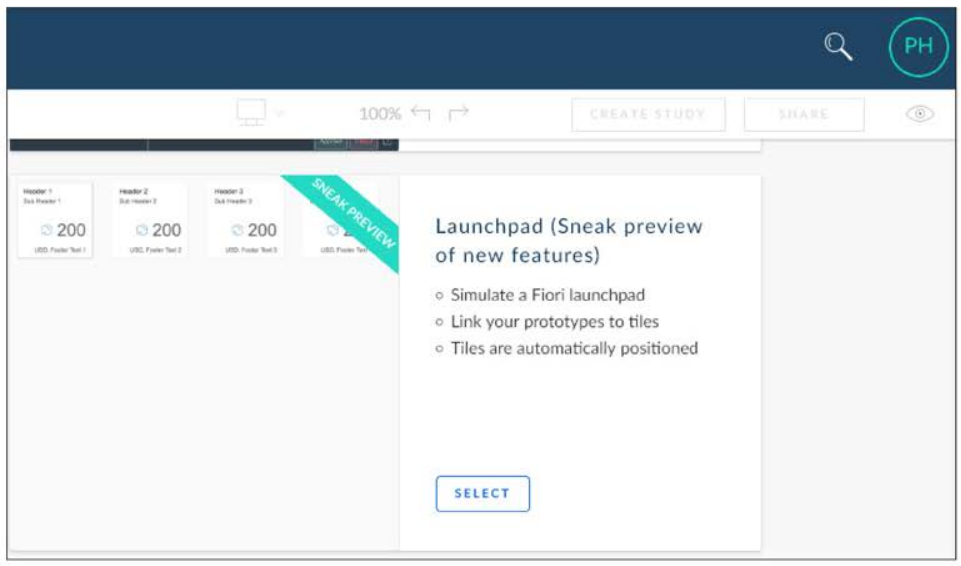 PH
100%
CREATE STUDY
SHARE
Header 1
Sub Header 1
200
USD, Footer Text 1
Header 2
Sub Header 2
200
USD, Footer Text 2
Header 3
Sub Header 3
200
USD, Footer Text 3
USD, Footer Text
SNEAK PREVIEW
Launchpad (Sneak preview
of new features)
Simulate a Fiori launchpad
Link your prototypes to tiles
Tiles are automatically positioned
SELECT